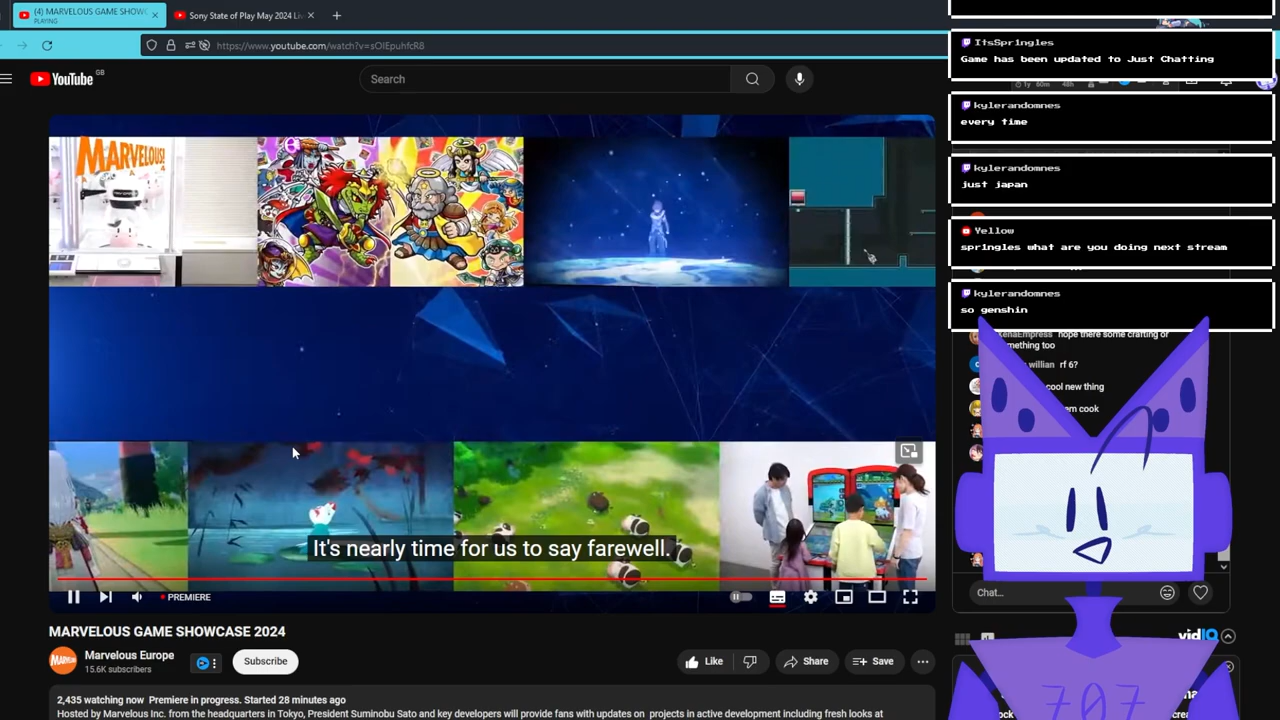 (4) MARVELOUS GAME SHOWC
PLAYING
Sony State of Play May 2024 Li
https://www.youtube.com/watch?v=sOlEpuhfcR8
YouTube GB
Search
MARVELOUS!
It's nearly time for us to say farewell.
PREMIERE
MARVELOUS GAME SHOWCASE 2024
Marvelous Europe
15.6K subscribers
Subscribe
Like
Share
Save
2,435 watching now Premiere in progress. Started 28 minutes ago
Hosted by Marvelous Inc. from the headquarters in Tokyo, President Suminobu Sato and key developers will provide fans with updates on projects in active development including fresh looks at
ItsSpr1ngles
Game has been updated to Just Chatting
kylerandomnes
every time
kylerandomnes
just japan
Yellow
spr1ngles what are you doing next stream
kylerandomnes
so genshin
hope there some crafting or
willian rf 6?
cool new thing
cook
Chat...
vidIQ
707